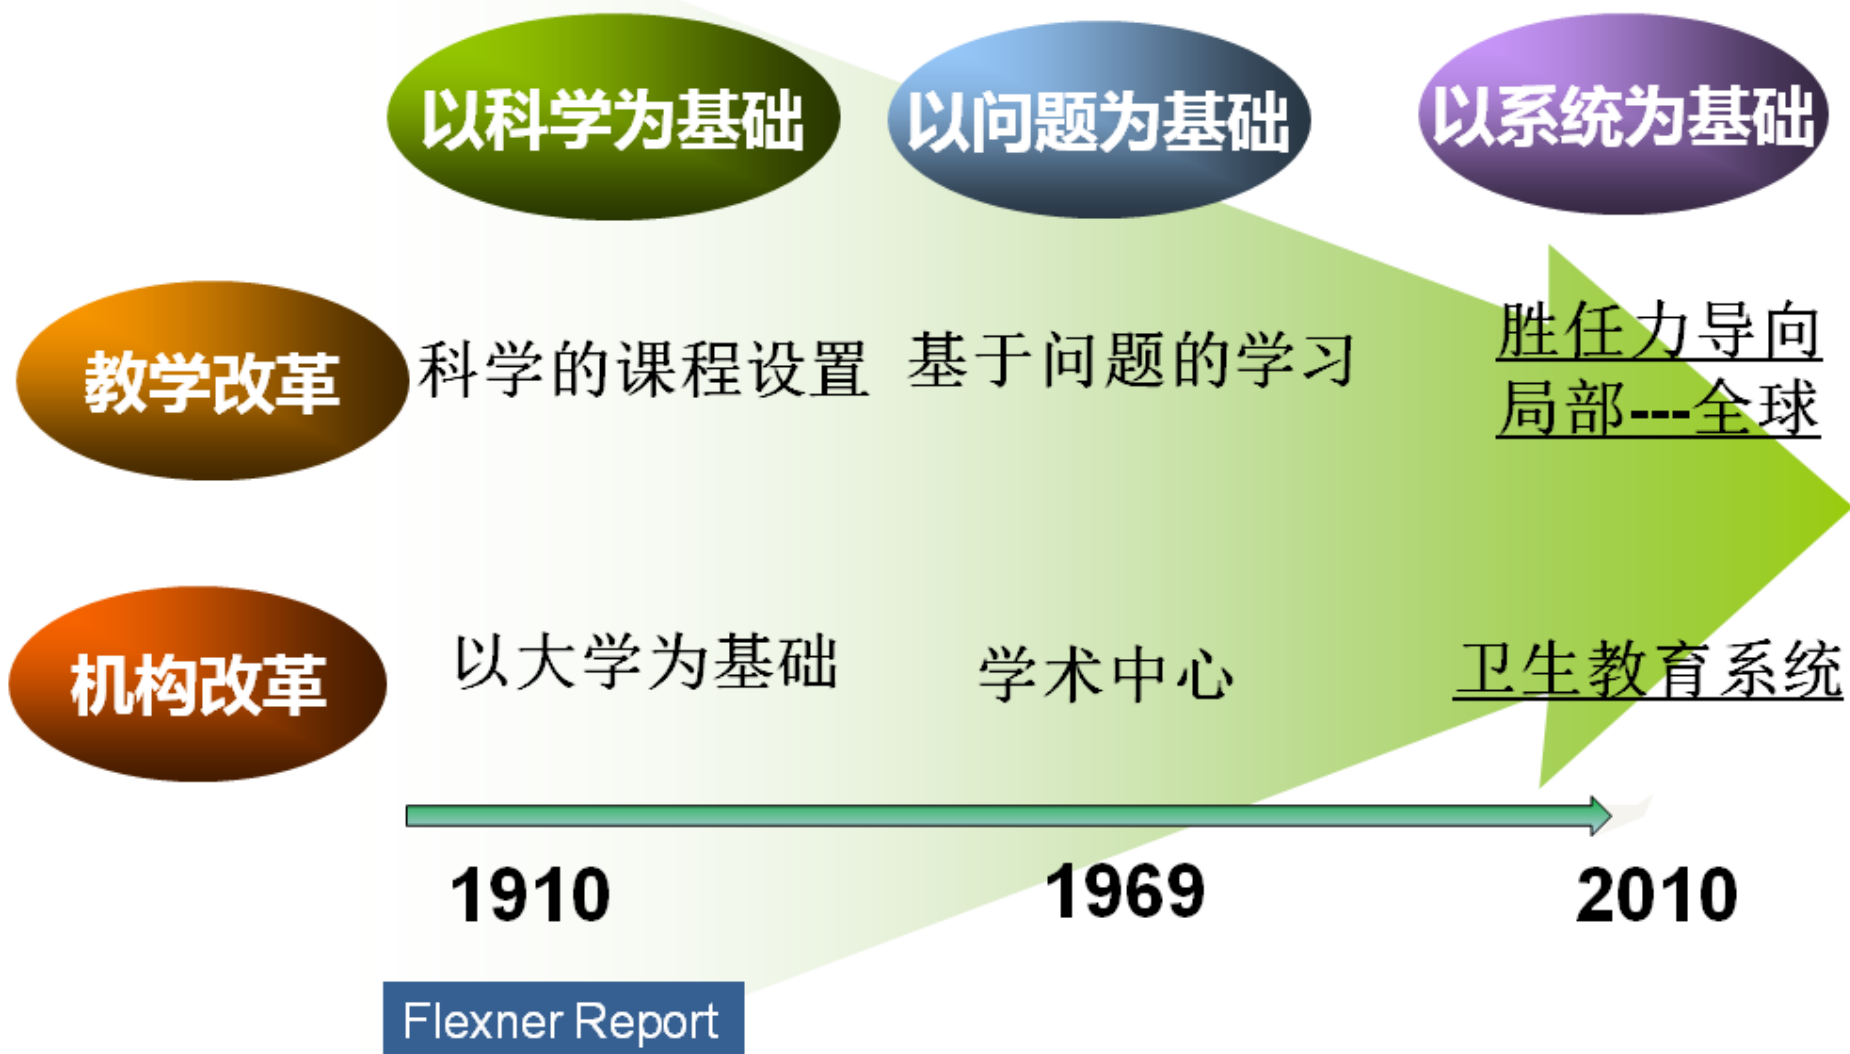 以科学为基础
以问题为基础
以系统为基础
教学改革
科学的课程设置
基于问题的学习
胜任力导向
局部---全球
机构改革
以大学为基础
学术中心
卫生教育系统
1910
1969
2010
Flexner Report